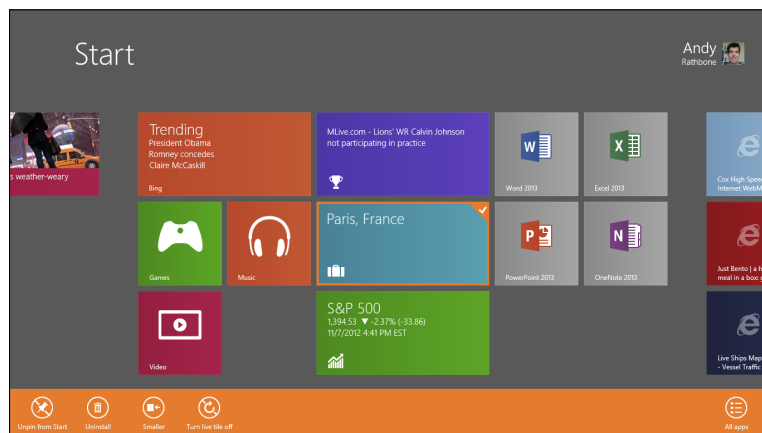 Start
Andy
Rathbone
s weather-weary
Trending
President Obama
Romney concedes
Claire McCaskill
Bing
MLive.com - Lions' WR Calvin Johnson
not participating in practice
W
Word 2013
X
Excel 2013
Cox High Spee
Internet WebM
Games
Music
Paris, France
P
PowerPoint 2013
N
OneNote 2013
Just Bento | a h
meal in a box: g
Video
S&P 500
1,394.53 ▼ -2.37% (-33.86)
11/7/2012 4:41 PM EST
Live Ships Map
- Vessel Traffic
Unpin from Start
Uninstall
Smaller
Turn live tile off
All apps